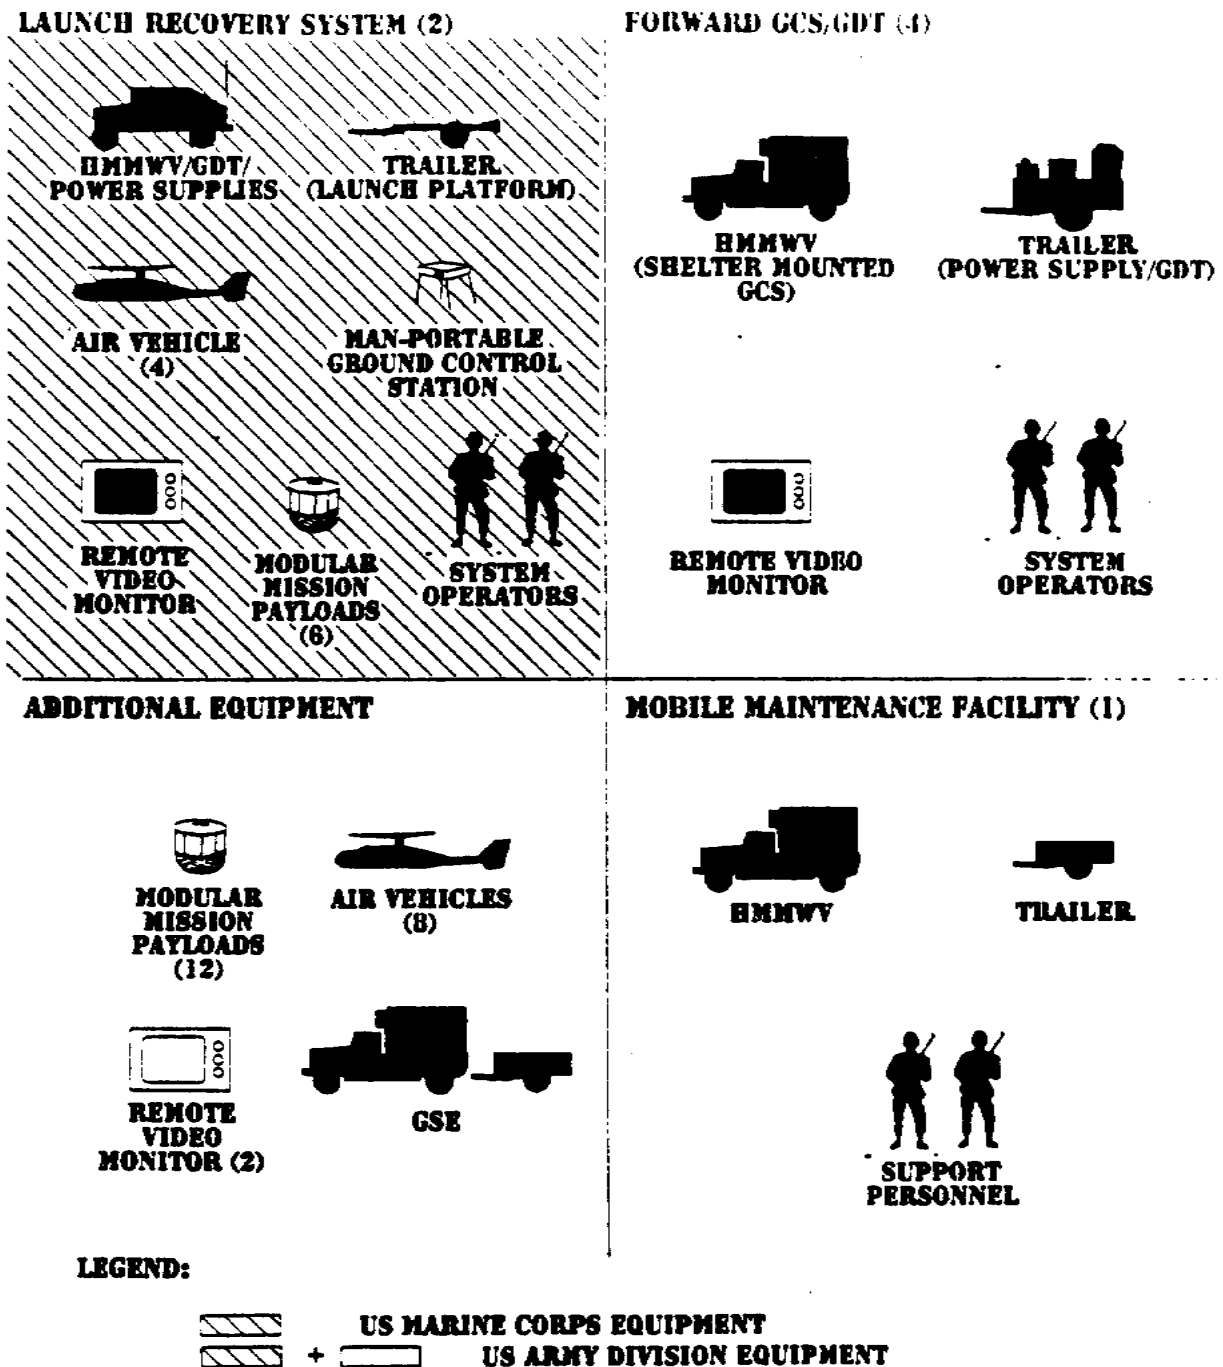 LAUNCH RECOVERY SYSTEM (2)
HMMWV/GDT/
POWER SUPPLIES
TRAILER
(LAUNCH PLATFORM)
AIR VEHICLE
(4)
MAN-PORTABLE
GROUND CONTROL
STATION
REMOTE
VIDEO
MONITOR
MODULAR
MISSION
PAYLOADS
(6)
SYSTEM
OPERATORS
FORWARD GCS/GDT (4)
HMMWV
(SHELTER MOUNTED
GCS)
TRAILER
(POWER SUPPLY/GDT)
REMOTE VIDEO
MONITOR
SYSTEM
OPERATORS
ADDITIONAL EQUIPMENT
MODULAR
MISSION
PAYLOADS
(12)
AIR VEHICLES
(8)
REMOTE
VIDEO
MONITOR (2)
GSE
MOBILE MAINTENANCE FACILITY (1)
HMMWV
TRAILER
SUPPORT
PERSONNEL
LEGEND:
US MARINE CORPS EQUIPMENT
+ US ARMY DIVISION EQUIPMENT